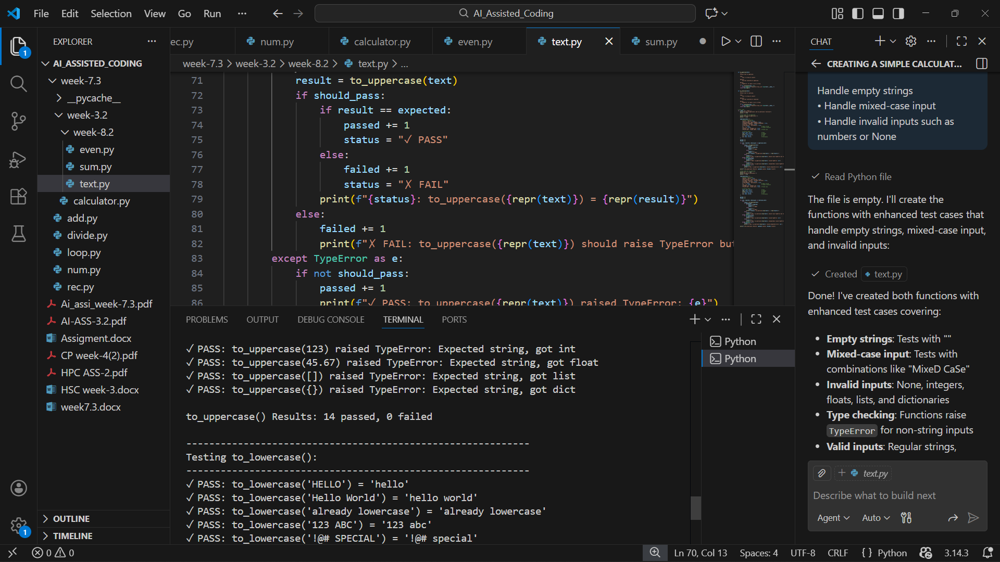 File Edit Selection View Go Run ···
AI_Assisted_Coding
EXPLORER
1
AI_ASSISTED_CODING
week-7.3
__pycache__
week-3.2
week-8.2
even.py
sum.py
text.py
calculator.py
add.py
divide.py
loop.py
num.py
rec.py
Ai_assi_week-7.3.pdf
AI-ASS-3.2.pdf
Assigment.docx
CP week-4(2).pdf
HPC ASS-2.pdf
HSC week-3.docx
week7.3.docx
OUTLINE
TIMELINE
1
ec.py num.py calculator.py even.py text.py sum.py
week-7.3 > week-3.2 > week-8.2 > text.py > ...
71 result = to_uppercase(text)
72 if should_pass:
73 if result == expected:
74 passed += 1
75 status = "✓ PASS"
76 else:
77 failed += 1
78 status = "✗ FAIL"
79 print(f"{status}: to_uppercase({repr(text)}) = {repr(result)}")
80 else:
81 failed += 1
82 print(f"✗ FAIL: to_uppercase({repr(text)}) should raise TypeError bu
83 except TypeError as e:
84 if not should_pass:
85 passed += 1
86 print(f"✓ PASS: to_uppercase({repr(text)}) raised TypeError: {e}")
PROBLEMS OUTPUT DEBUG CONSOLE TERMINAL PORTS
✓ PASS: to_uppercase(123) raised TypeError: Expected string, got int
✓ PASS: to_uppercase(45.67) raised TypeError: Expected string, got float
✓ PASS: to_uppercase([]) raised TypeError: Expected string, got list
✓ PASS: to_uppercase({}) raised TypeError: Expected string, got dict
to_uppercase() Results: 14 passed, 0 failed
------------------------------------------------------------
Testing to_lowercase():
------------------------------------------------------------
✓ PASS: to_lowercase('HELLO') = 'hello'
✓ PASS: to_lowercase('Hello World') = 'hello world'
✓ PASS: to_lowercase('already lowercase') = 'already lowercase'
✓ PASS: to_lowercase('123 ABC') = '123 abc'
✓ PASS: to_lowercase('!@# SPECIAL') = '!@# special'
Python
Python
CHAT
CREATING A SIMPLE CALCULAT...
Handle empty strings
• Handle mixed-case input
• Handle invalid inputs such as
numbers or None
Read Python file
The file is empty. I'll create the
functions with enhanced test cases that
handle empty strings, mixed-case input,
and invalid inputs:
Created text.py
Done! I've created both functions with
enhanced test cases covering:
• Empty strings: Tests with ""
• Mixed-case input: Tests with
combinations like "MixeD CaSe"
• Invalid inputs: None, integers,
floats, lists, and dictionaries
• Type checking: Functions raise
TypeError for non-string inputs
• Valid inputs: Regular strings,
text.py
Describe what to build next
Agent Auto
0 0
Ln 70, Col 13 Spaces: 4 UTF-8 CRLF { } Python 3.14.3